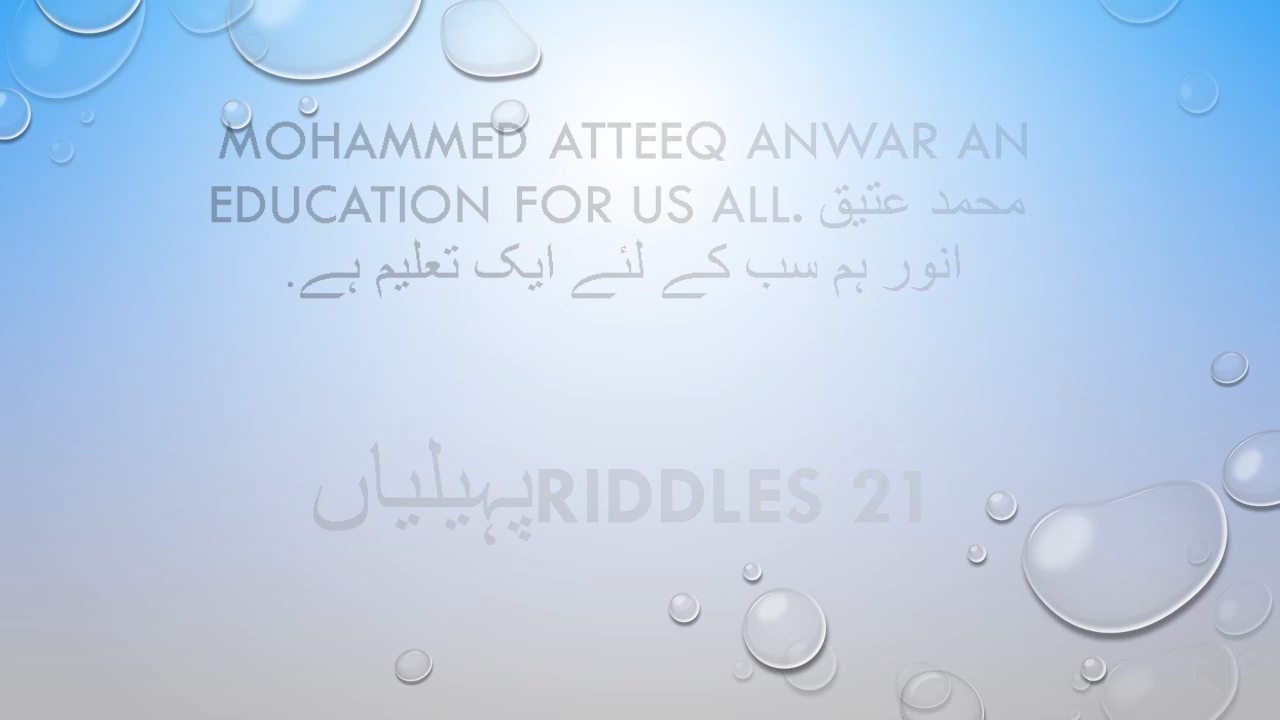 MOHAMMED ATTEEQ ANWAR AN
EDUCATION FOR US ALL. محمد عتیق
انور ہم سب کے لئے ایک تعلیم ہے.
پہیلیاںRIDDLES 21